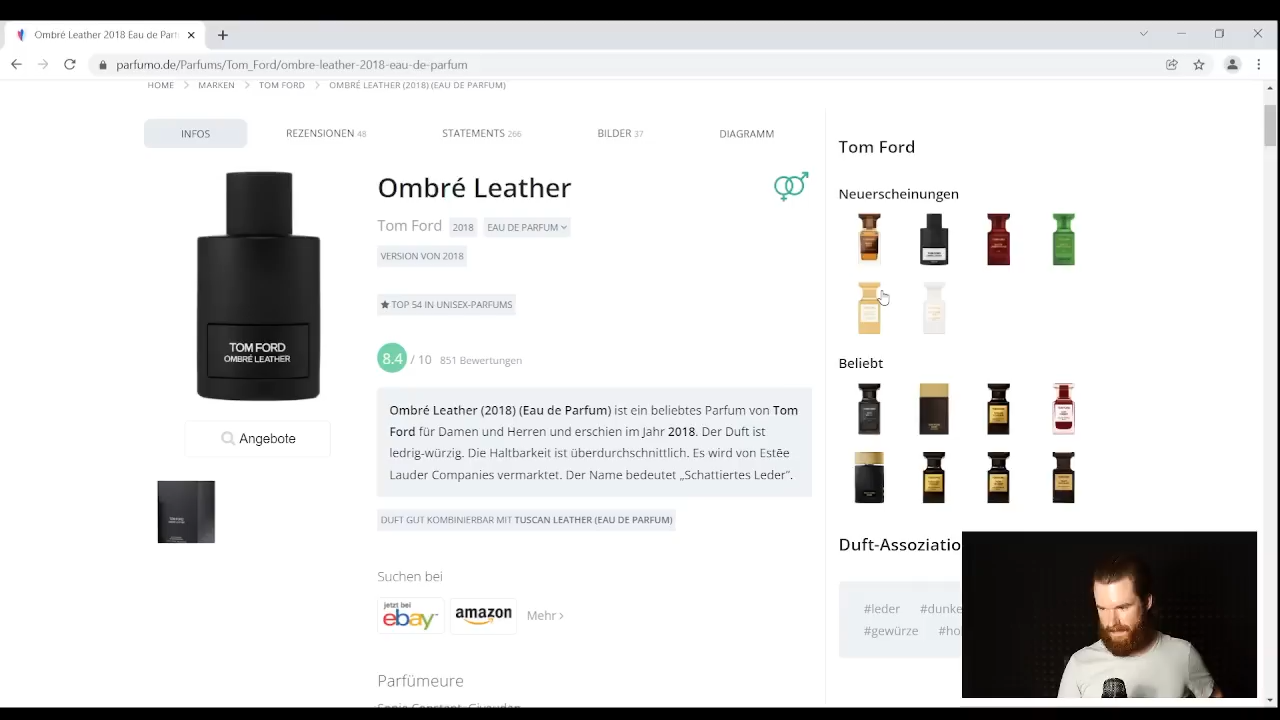 Ombré Leather 2018 Eau de Parf
parfumo.de/Parfums/Tom_Ford/ombre-leather-2018-eau-de-parfum
HOME > MARKEN > TOM FORD > OMBRÉ LEATHER (2018) (EAU DE PARFUM)
INFOS
REZENSIONEN 48
STATEMENTS 266
BILDER 37
DIAGRAMM
Ombré Leather
Tom Ford 2018 EAU DE PARFUM
VERSION VON 2018
★ TOP 54 IN UNISEX-PARFUMS
8.4 / 10 851 Bewertungen
Ombré Leather (2018) (Eau de Parfum) ist ein beliebtes Parfum von Tom
Ford für Damen und Herren und erschien im Jahr 2018. Der Duft ist
ledrig-würzig. Die Haltbarkeit ist überdurchschnittlich. Es wird von Estēe
Lauder Companies vermarktet. Der Name bedeutet „Schattiertes Leder“.
DUFT GUT KOMBINIERBAR MIT TUSCAN LEATHER (EAU DE PARFUM)
Suchen bei
jetzt bei
ebay
amazon
Mehr >
Parfümeure
Sonia Constant, Givaudan
TOM FORD
OMBRÉ LEATHER
Angebote
Tom Ford
Neuerscheinungen
Beliebt
Duft-Assoziatio
#leder #dunke
#gewürze #ho